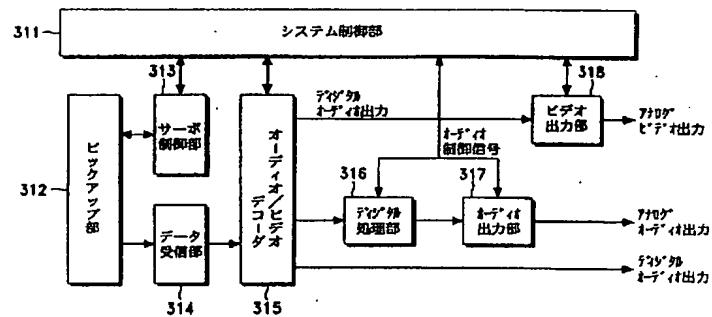 311
システム制御部
313
318
ピックアップ部
サーボ
制御部
オーディオ/ビデオ
デコーダ
ディジタル
オーディオ出力
ビデオ
出力部
アナログ
ビデオ出力
オーディオ
制御信号
312
316
317
データ
受信部
ディジタル
処理部
オーディオ
出力部
アナログ
オーディオ出力
ディジタル
オーディオ出力
314
315